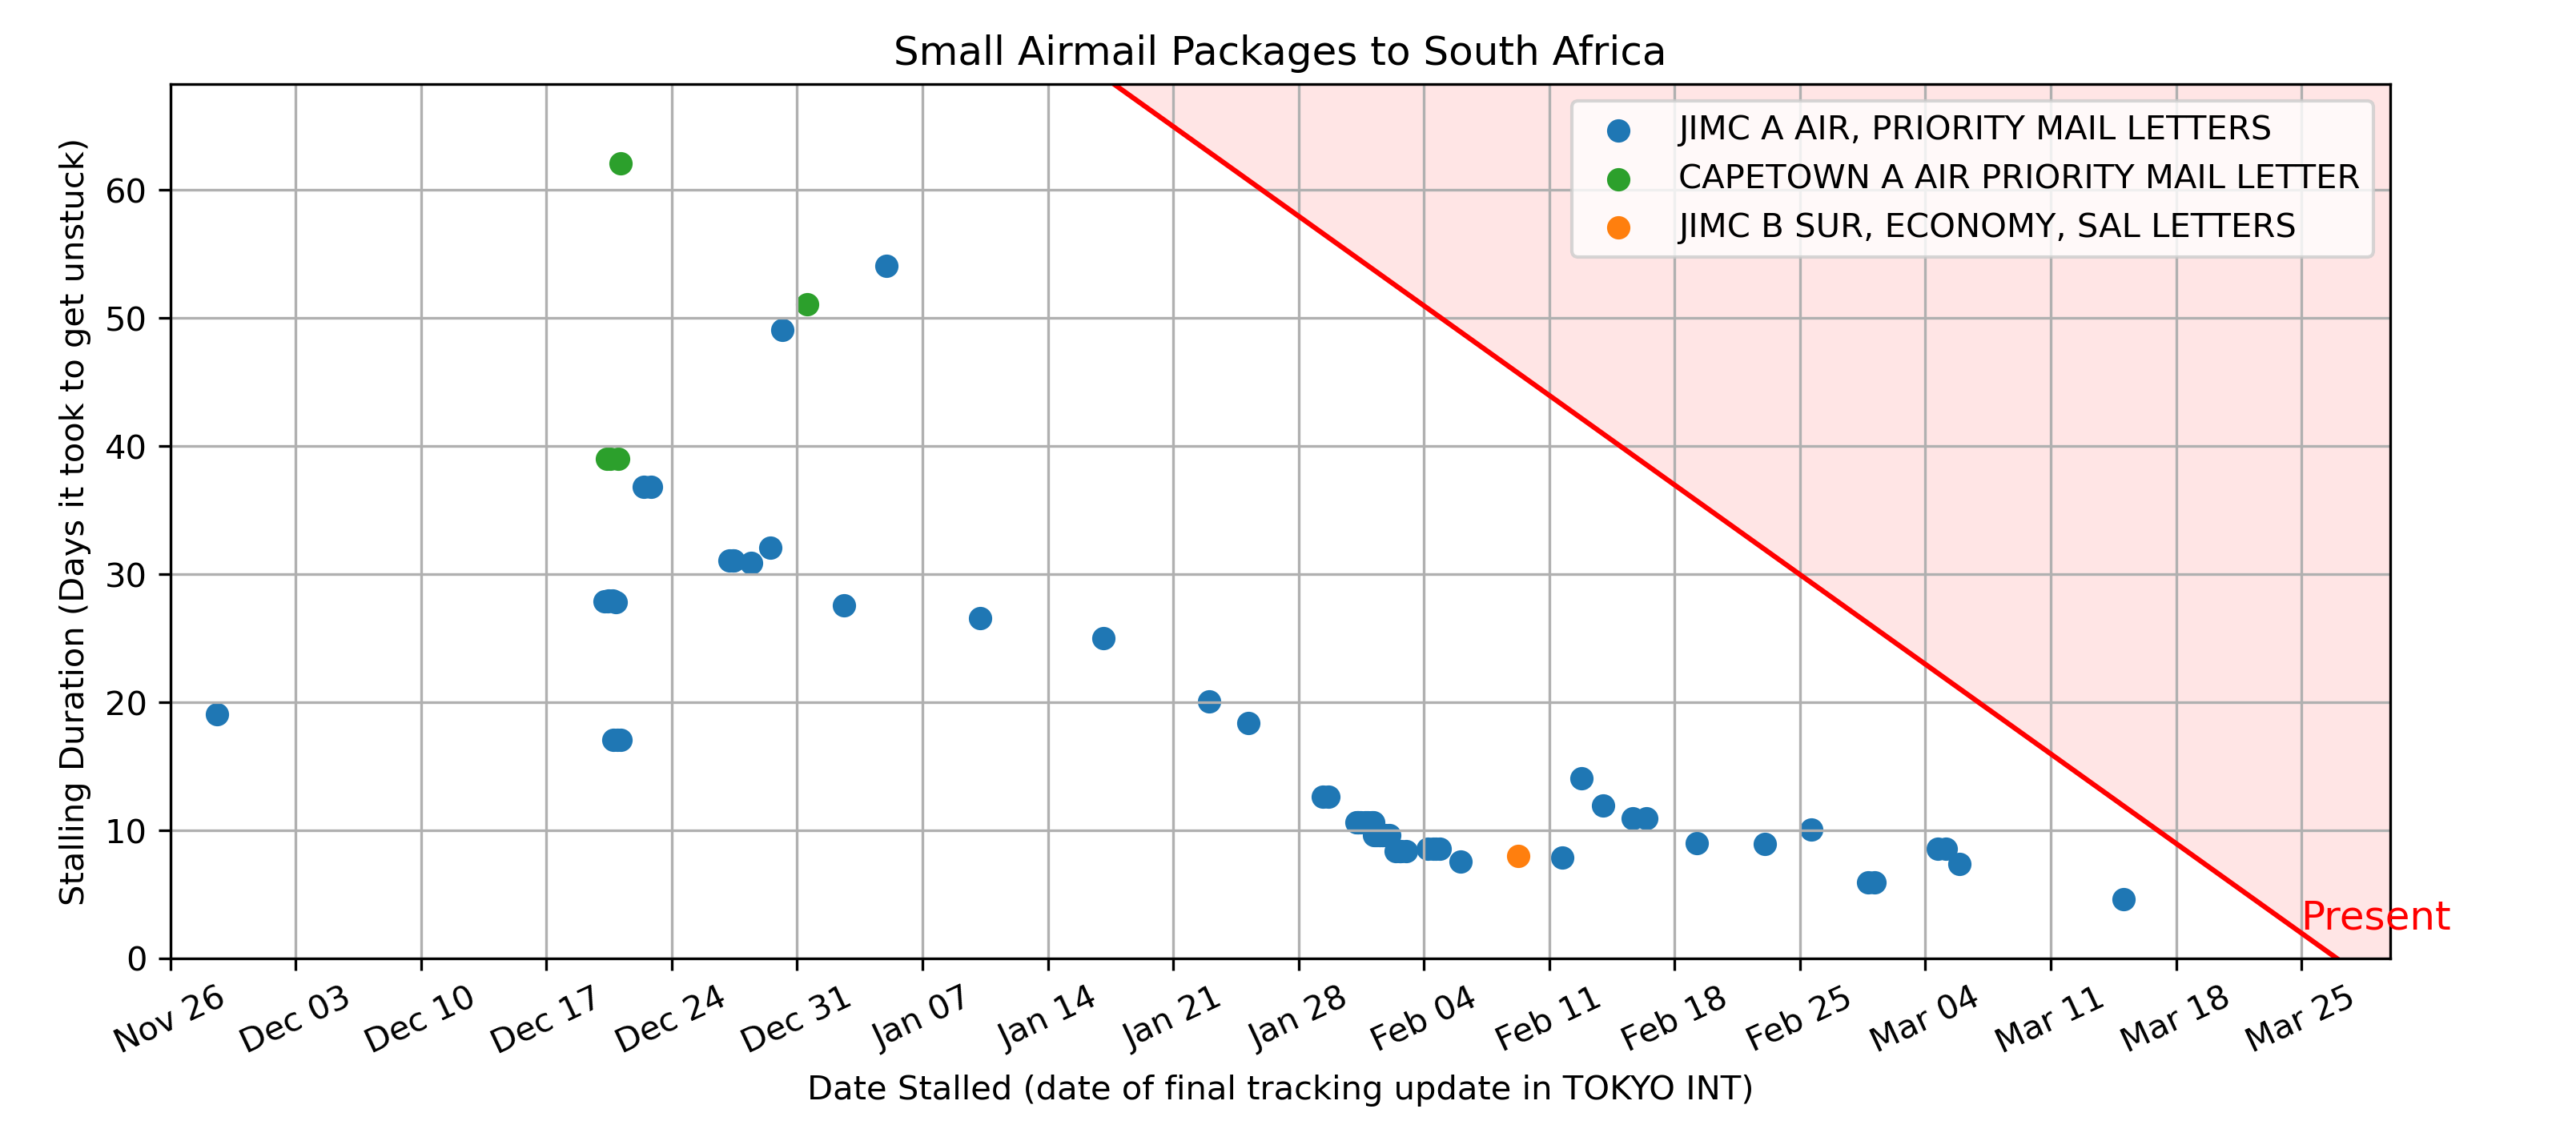 Small Airmail Packages to South Africa
JIMC A AIR, PRIORITY MAIL LETTERS
CAPETOWN A AIR PRIORITY MAIL LETTER
JIMC B SUR, ECONOMY, SAL LETTERS
Stalling Duration (Days it took to get unstuck)
60
50
40
30
20
10
0
Present
Nov 26
Dec 03
Dec 10
Dec 17
Dec 24
Dec 31
Jan 07
Jan 14
Jan 21
Jan 28
Feb 04
Feb 11
Feb 18
Feb 25
Mar 04
Mar 11
Mar 18
Mar 25
Date Stalled (date of final tracking update in TOKYO INT)